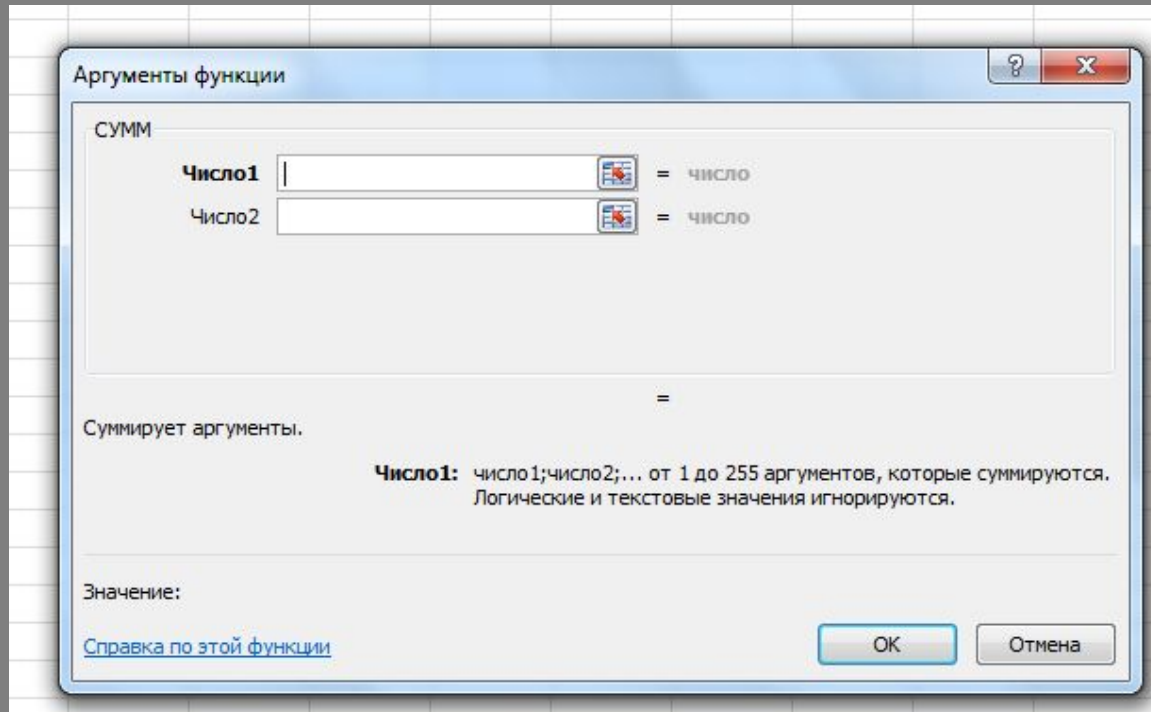 Аргументы функции
СУММ
Число1 = число
Число2 = число
=
Суммирует аргументы.
Число1: число1;число2;... от 1 до 255 аргументов, которые суммируются.
Логические и текстовые значения игнорируются.
Значение:
Справка по этой функции
ОК
Отмена